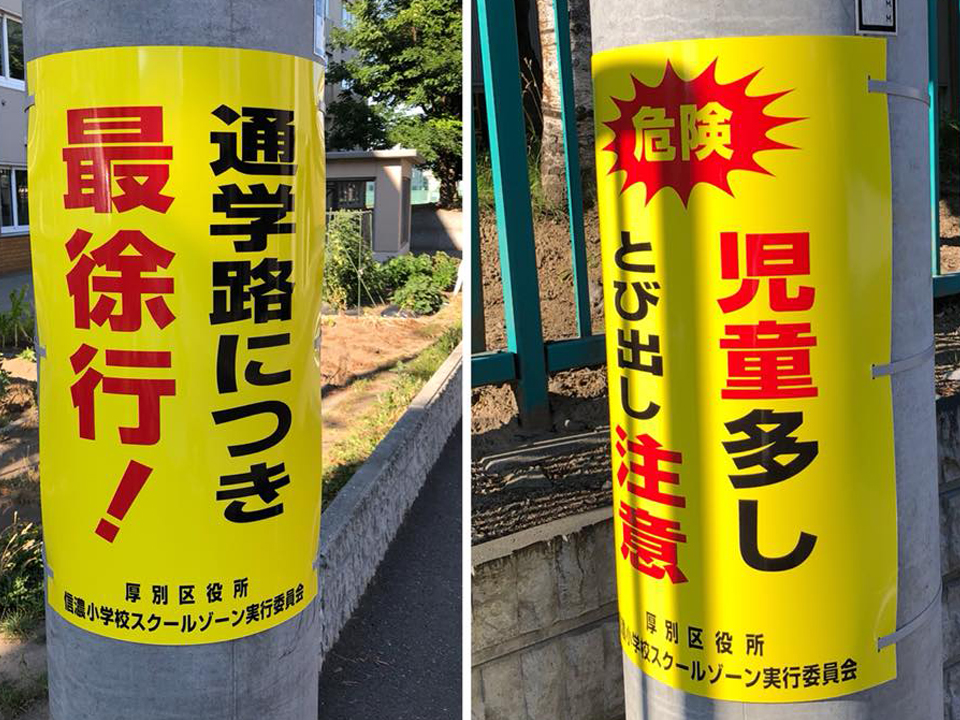 通学路につき
最徐行!
厚別区役所
信濃小学校スクールゾーン実行委員会
危険
児童多し
とび出し注意
厚別区役所
校スクールゾーン実行委員会